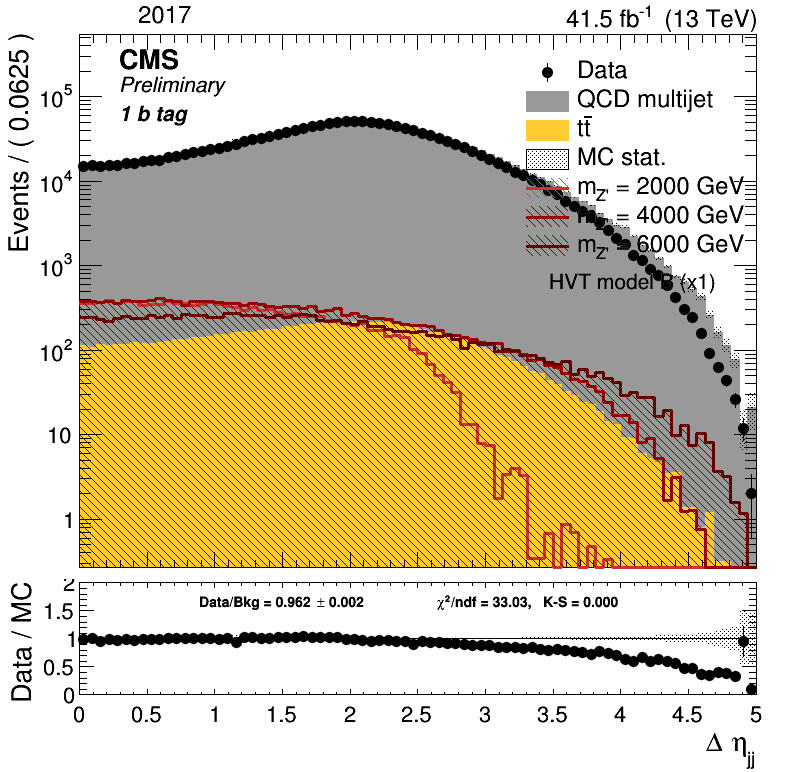 2017 41.5 fb⁻¹ (13 TeV)
CMS
Preliminary
1 b tag
Data
QCD multijet
tt̄
MC stat.
m_Z' = 2000 GeV
m_Z' = 4000 GeV
m_Z' = 6000 GeV
HVT model B (x1)
Events / ( 0.0625 )
10⁵
10⁴
10³
10²
10
1
Data/Bkg = 0.962 ± 0.002 χ²/ndf = 33.03, K-S = 0.000
Data / MC
2
1.5
1
0.5
0
0 0.5 1 1.5 2 2.5 3 3.5 4 4.5 5
Δ η_jj